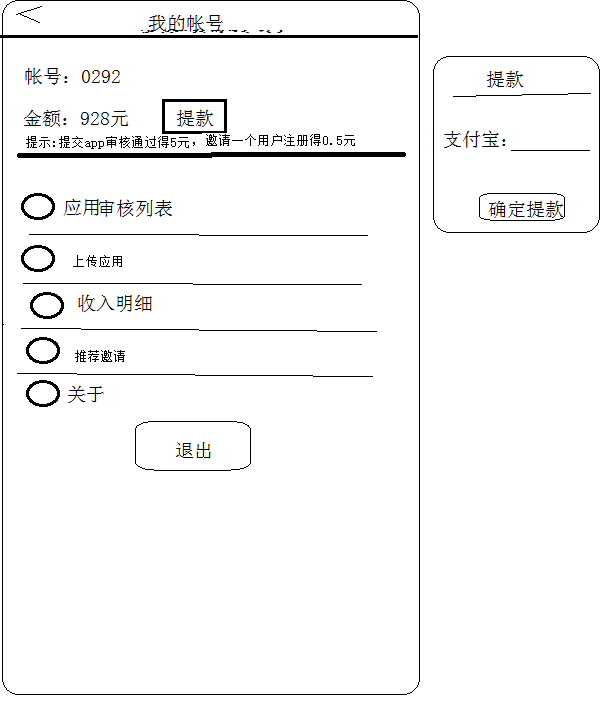 我的帐号
帐号：0292
金额：928元 提款
提示:提交app审核通过得5元，邀请一个用户注册得0.5元
应用审核列表
上传应用
收入明细
推荐邀请
关于
退出
提款
支付宝：
确定提款